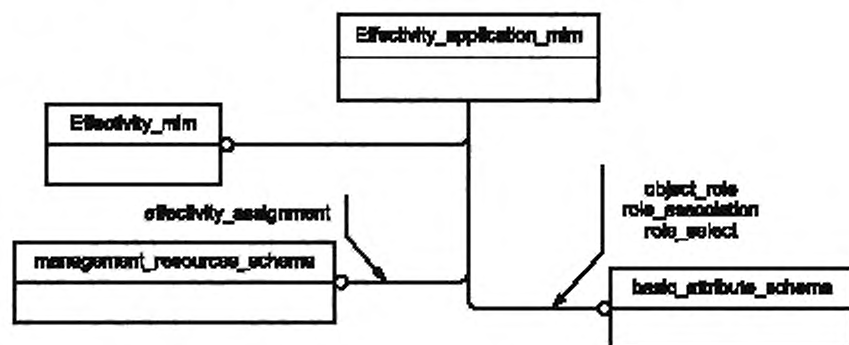 Effectivity_application_mim
Effectivity_mim
effectivity_assignment
object_role
role_association
role_select
management_resources_schema
basic_attribute_schema